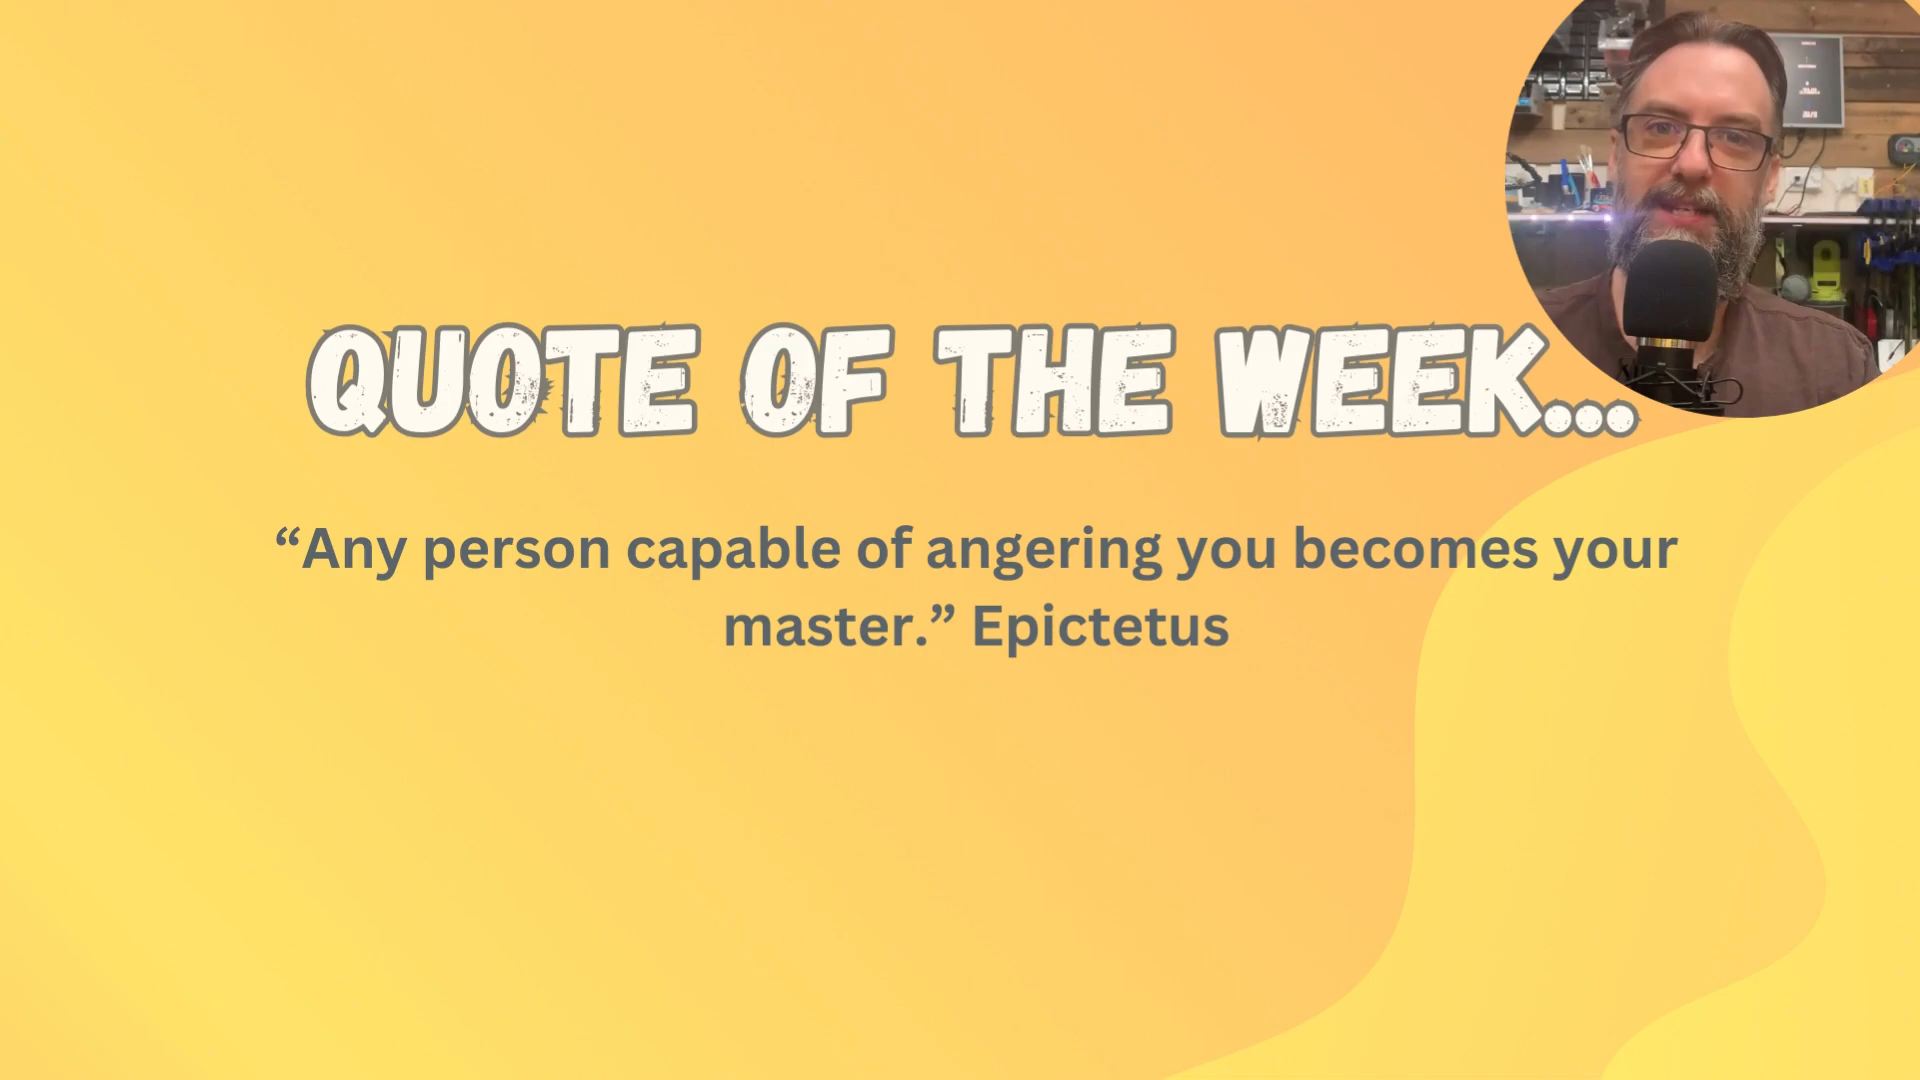 QUOTE OF THE WEEK...
“Any person capable of angering you becomes your
master.” Epictetus